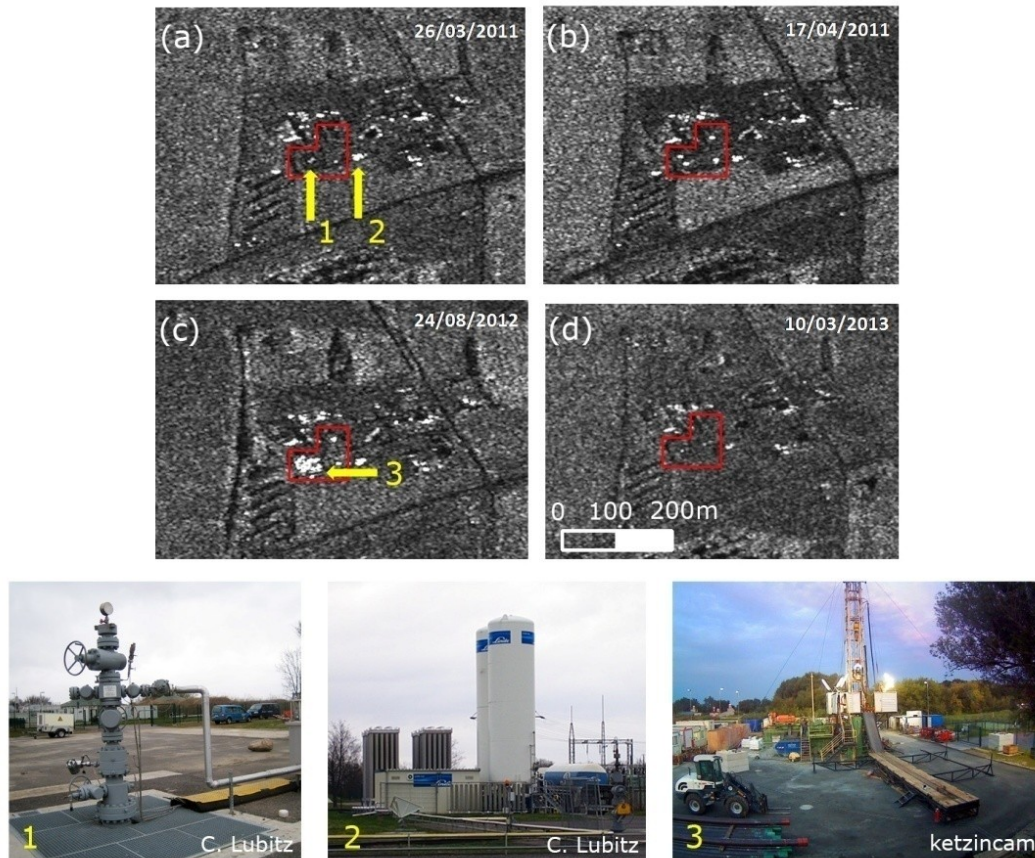 (a) 26/03/2011
(b) 17/04/2011
1 2
(c) 24/08/2012
3
(d) 10/03/2013
0 100 200m
1 C. Lubitz
2 C. Lubitz
3 ketzincam